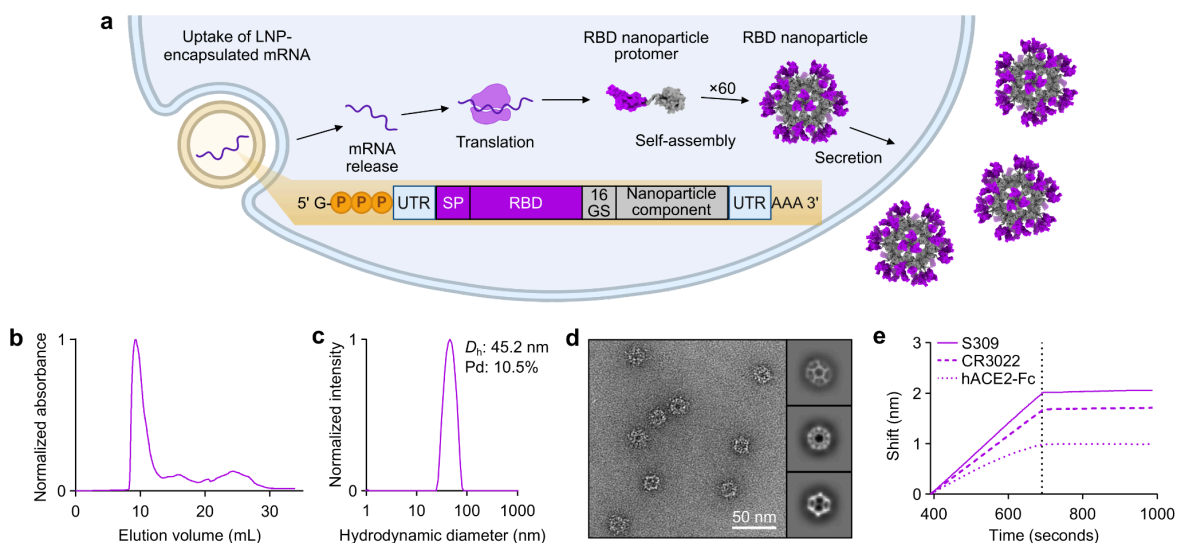 a
Uptake of LNP-
encapsulated mRNA
mRNA
release
Translation
RBD nanoparticle
protomer
×60
Self-assembly
RBD nanoparticle
Secretion
5' G-PPP UTR SP RBD 16 GS Nanoparticle component UTR AAA 3'
b
Normalized absorbance
1
0
0 10 20 30
Elution volume (mL)
c
Normalized intensity
1
0
Dh: 45.2 nm
Pd: 10.5%
1 10 100 1000
Hydrodynamic diameter (nm)
d
50 nm
e
Shift (nm)
3
2
1
0
S309
CR3022
hACE2-Fc
400 600 800 1000
Time (seconds)